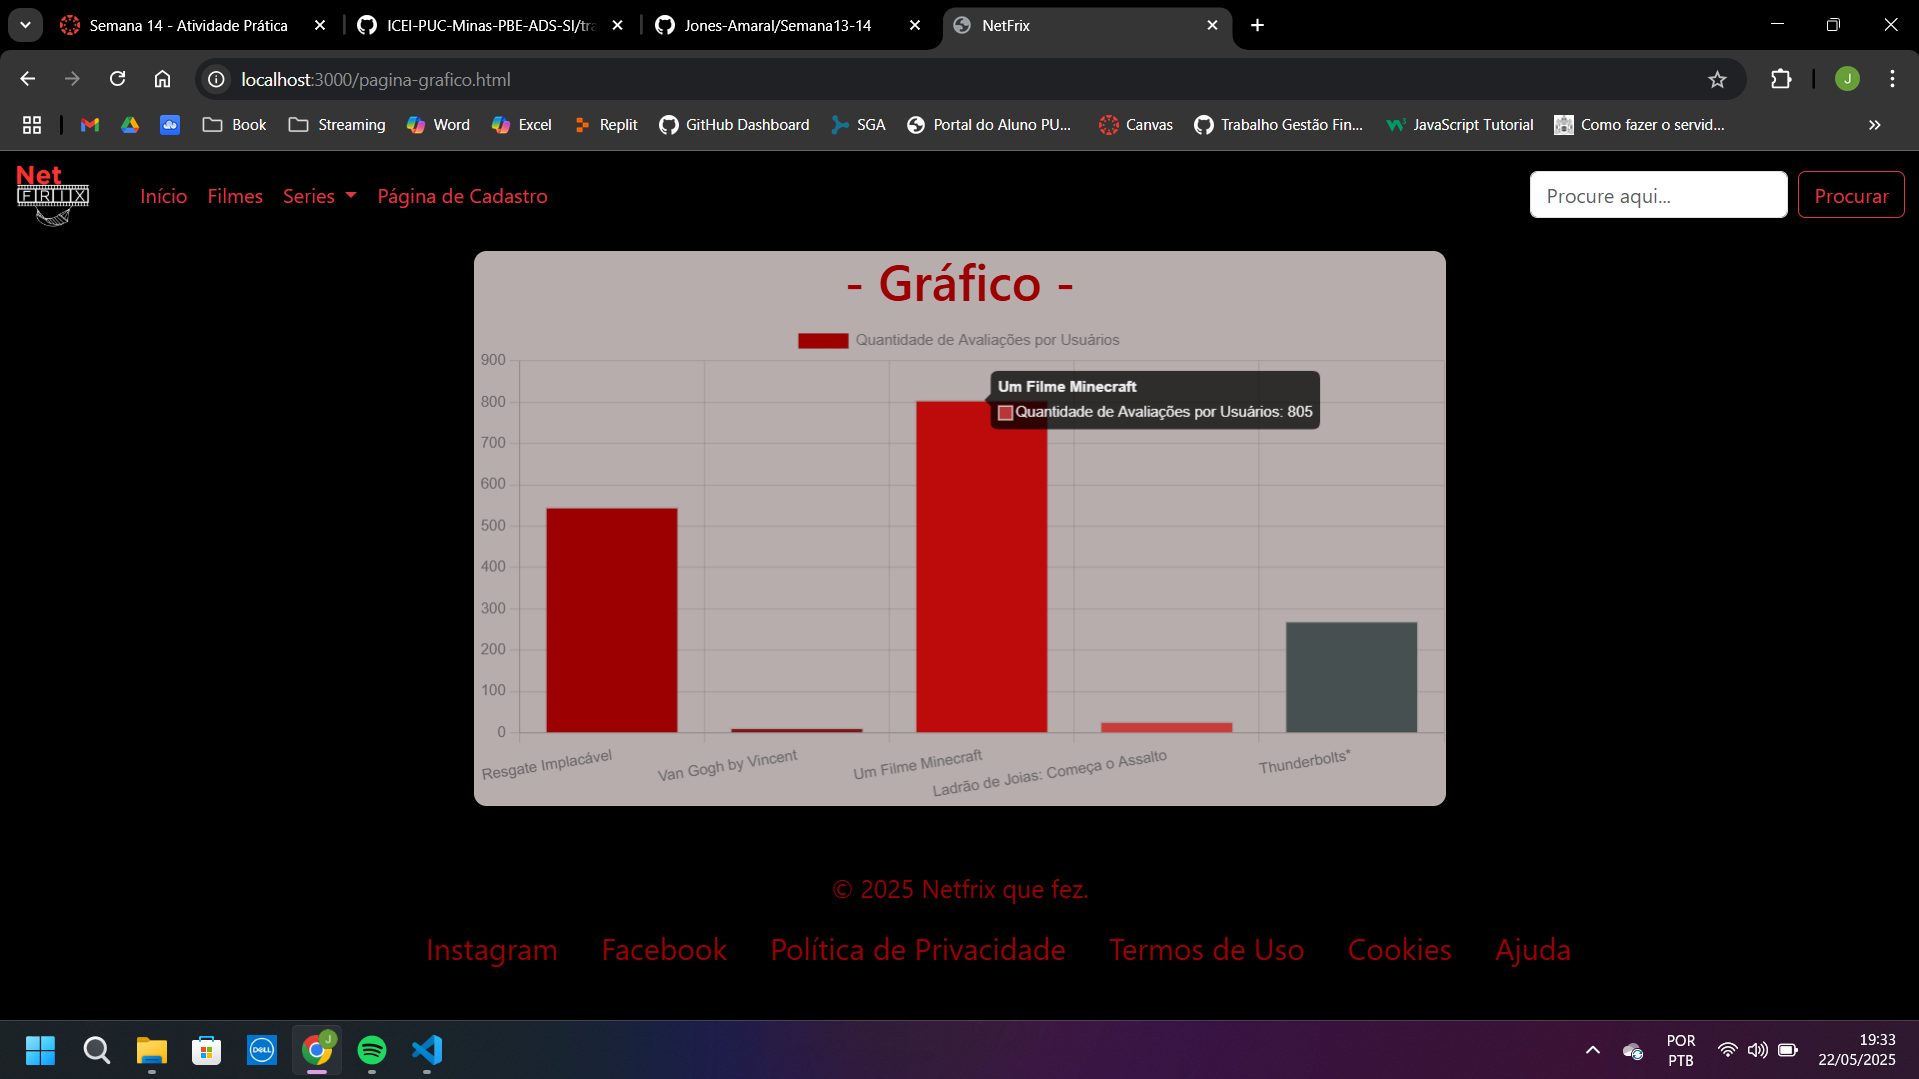 Semana 14 - Atividade Prática
ICEI-PUC-Minas-PBE-ADS-SI/tra
Jones-Amaral/Semana13-14
NetFrix
localhost:3000/pagina-grafico.html
J
Book
Streaming
Word
Excel
Replit
GitHub Dashboard
SGA
Portal do Aluno PU...
Canvas
Trabalho Gestão Fin...
JavaScript Tutorial
Como fazer o servid...
Net
FIRLIX
Início
Filmes
Series
Página de Cadastro
Procure aqui...
Procurar
- Gráfico -
Quantidade de Avaliações por Usuários
900
800
700
600
500
400
300
200
100
0
Um Filme Minecraft
Quantidade de Avaliações por Usuários: 805
Resgate Implacável
Van Gogh by Vincent
Um Filme Minecraft
Ladrão de Joias: Começa o Assalto
Thunderbolts*
© 2025 Netfrix que fez.
Instagram
Facebook
Política de Privacidade
Termos de Uso
Cookies
Ajuda
DELL
J
POR
PTB
19:33
22/05/2025